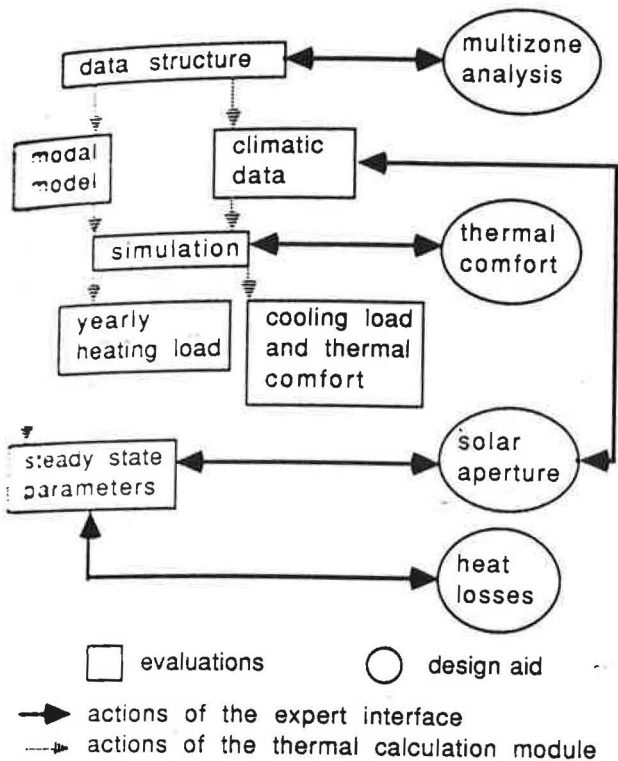 data structure
multizone
analysis
modal
model
climatic
data
simulation
thermal
comfort
yearly
heating load
cooling load
and thermal
comfort
steady state
parameters
solar
aperture
heat
losses
evaluations
design aid
actions of the expert interface
actions of the thermal calculation module